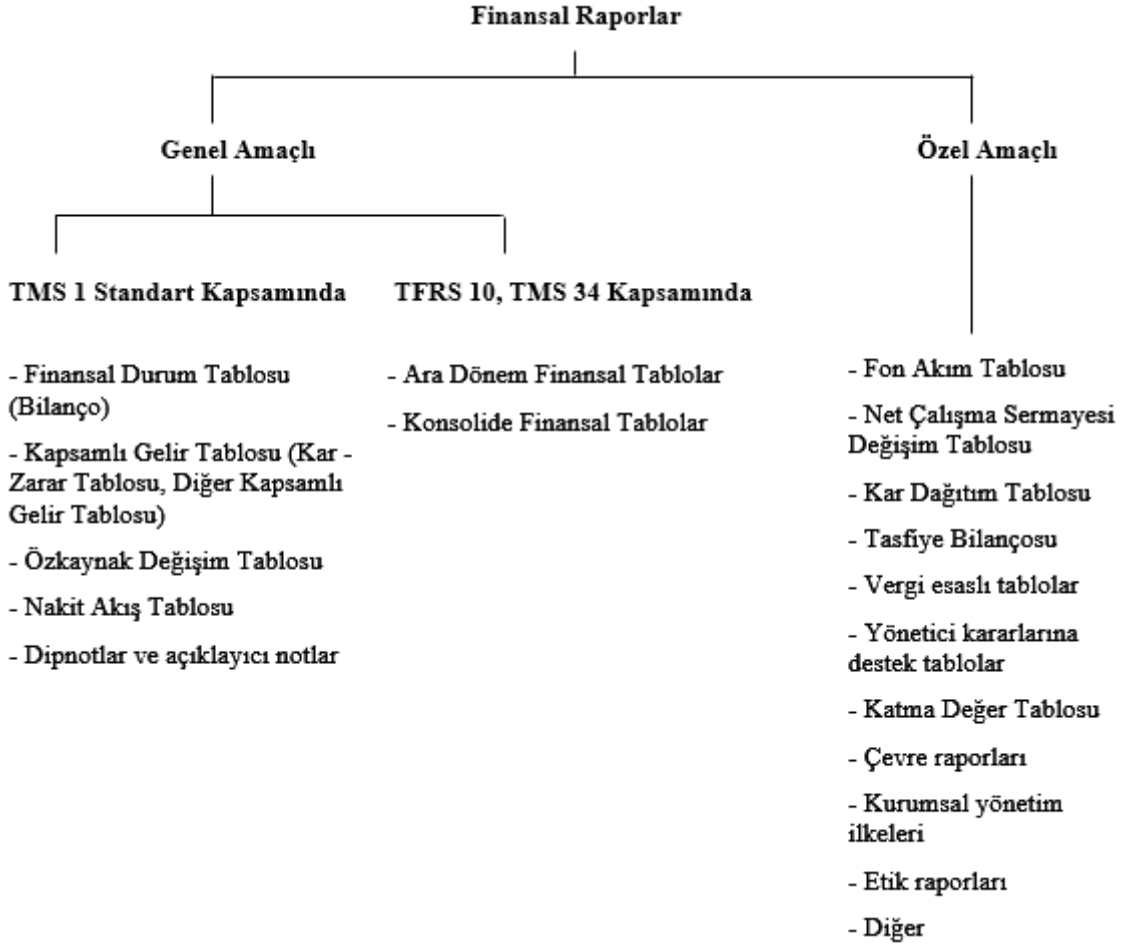 Finansal Raporlar
Genel Amaçlı
Özel Amaçlı
TMS 1 Standart Kapsamında
TFRS 10, TMS 34 Kapsamında
- Finansal Durum Tablosu
(Bilanço)
- Kapsamlı Gelir Tablosu (Kar -
Zarar Tablosu, Diğer Kapsamlı
Gelir Tablosu)
- Özkaynak Değişim Tablosu
- Nakit Akış Tablosu
- Dipnotlar ve açıklayıcı notlar
- Ara Dönem Finansal Tablolar
- Konsolide Finansal Tablolar
- Fon Akım Tablosu
- Net Çalışma Sermayesi
Değişim Tablosu
- Kar Dağıtım Tablosu
- Tasfiye Bilançosu
- Vergi esaslı tablolar
- Yönetici kararlarına
destek tablolar
- Katma Değer Tablosu
- Çevre raporları
- Kurumsal yönetim
ilkeleri
- Etik raporları
- Diğer